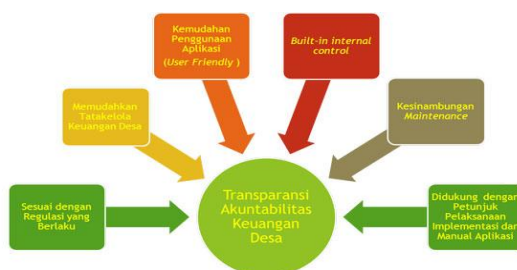 Kemudahan
Penggunaan
Aplikasi
(User Friendly )
Built-in internal
control
Memudahkan
Tatakelola
Keuangan Desa
Kesinambungan
Maintenance
Sesuai dengan
Regulasi yang
Berlaku
Transparansi
Akuntabilitas
Keuangan
Desa
Didukung dengan
Petunjuk
Pelaksanaan
Implementasi dan
Manual Aplikasi